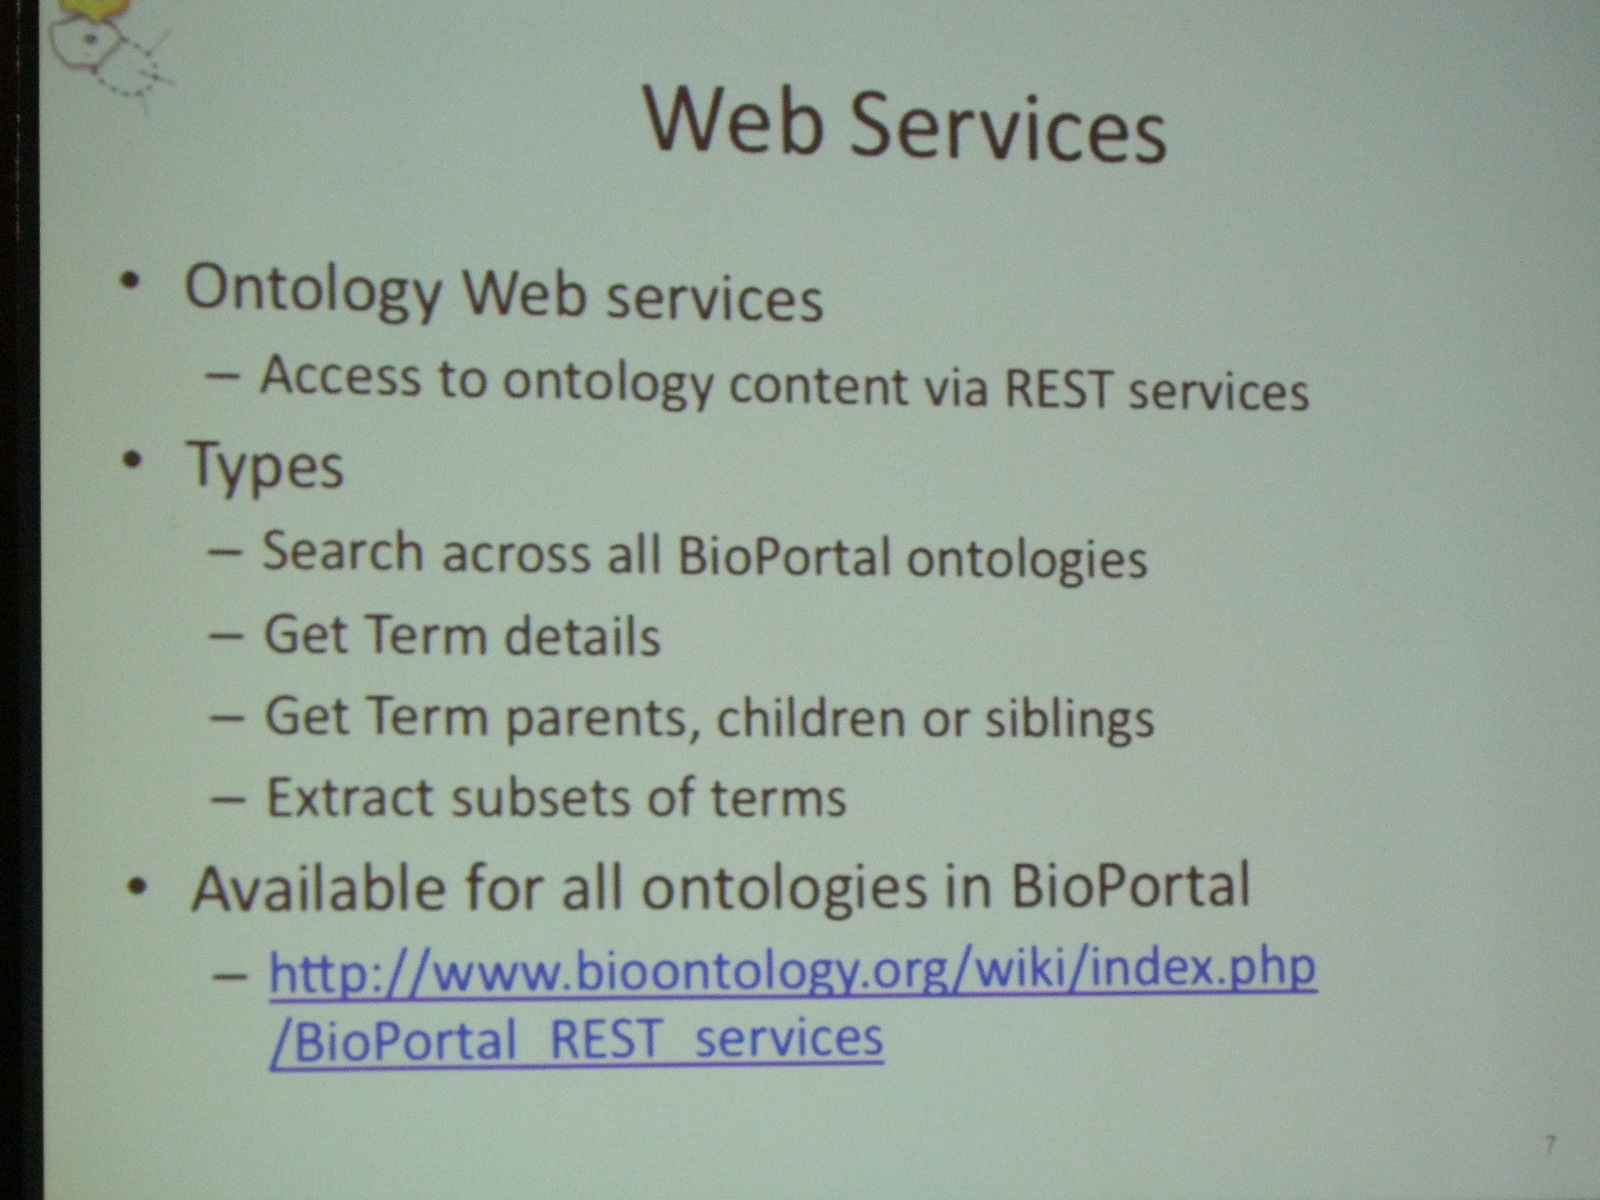 Web Services
• Ontology Web services
– Access to ontology content via REST services
• Types
– Search across all BioPortal ontologies
– Get Term details
– Get Term parents, children or siblings
– Extract subsets of terms
• Available for all ontologies in BioPortal
– http://www.bioontology.org/wiki/index.php
/BioPortal_REST_services
7